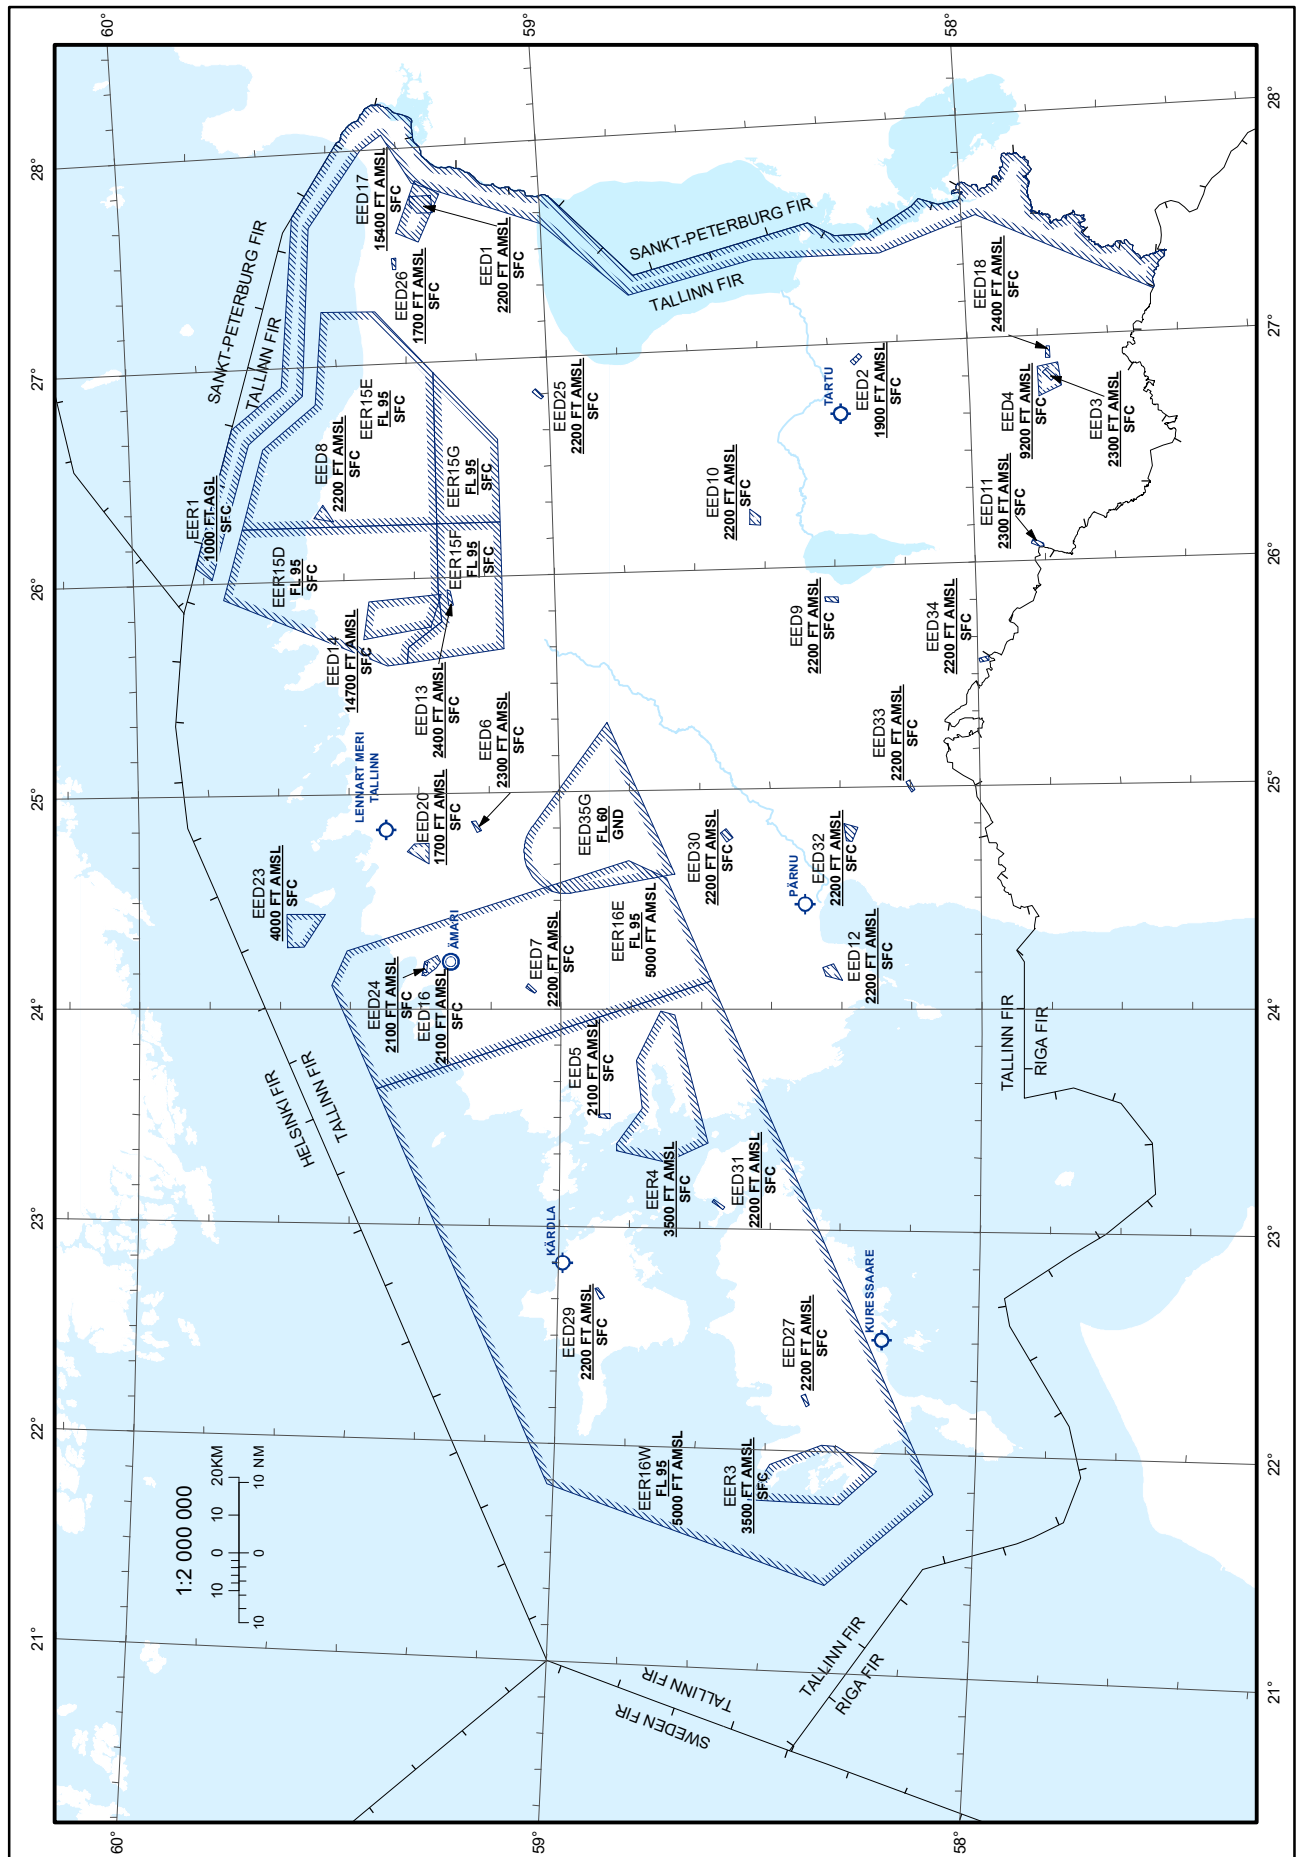 60°
59°
58°
28°
27°
26°
25°
24°
23°
22°
21°
28°
27°
26°
25°
24°
23°
22°
21°
60°
59°
58°
1:2 000 000
10 0 10 20KM
10 0 10 NM
SANKT-PETERBURG FIR
TALLINN FIR
SANKT-PETERBURG FIR
TALLINN FIR
HELSINKI FIR
TALLINN FIR
SWEDEN FIR
TALLINN FIR
TALLINN FIR
RIGA FIR
TALLINN FIR
RIGA FIR
EER1
1000 FT AGL
SFC
EED17
15400 FT AMSL
SFC
EED26
1700 FT AMSL
SFC
EED1
2200 FT AMSL
SFC
EER15E
FL 95
SFC
EED8
2200 FT AMSL
SFC
EER15G
FL 95
SFC
EER15D
FL 95
SFC
EER15F
FL 95
SFC
EED14
14700 FT AMSL
SFC
EED13
2400 FT AMSL
SFC
EED6
2300 FT AMSL
SFC
EED25
2200 FT AMSL
SFC
TARTU
EED2
1900 FT AMSL
SFC
EED18
2400 FT AMSL
SFC
EED4
9200 FT AMSL
SFC
EED3
2300 FT AMSL
SFC
EED11
2300 FT AMSL
SFC
EED10
2200 FT AMSL
SFC
EED9
2200 FT AMSL
SFC
EED34
2200 FT AMSL
SFC
EED33
2200 FT AMSL
SFC
LENNART MERI
TALLINN
EED20
1700 FT AMSL
SFC
EED23
4000 FT AMSL
SFC
EED35G
FL 60
GND
EED30
2200 FT AMSL
SFC
PÄRNU
EED32
2200 FT AMSL
SFC
EED12
2200 FT AMSL
SFC
EED24
2100 FT AMSL
SFC
EED16
2100 FT AMSL
SFC
ÄMARI
EED7
2200 FT AMSL
SFC
EER16E
FL 95
5000 FT AMSL
EED5
2100 FT AMSL
SFC
EER4
3500 FT AMSL
SFC
EED31
2200 FT AMSL
SFC
KÄRDLA
EED29
2200 FT AMSL
SFC
EED27
2200 FT AMSL
SFC
KURESSAARE
EER16W
FL 95
5000 FT AMSL
EER3
3500 FT AMSL
SFC